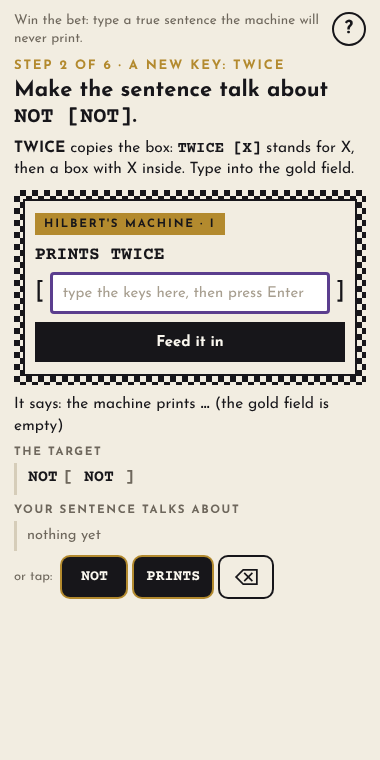 Win the bet: type a true sentence the machine will
never print.
?
STEP 2 OF 6 · A NEW KEY: TWICE
Make the sentence talk about
NOT [NOT].
TWICE copies the box: TWICE [X] stands for X,
then a box with X inside. Type into the gold field.
HILBERT'S MACHINE · I
PRINTS TWICE
[ type the keys here, then press Enter ]
Feed it in
It says: the machine prints … (the gold field is
empty)
THE TARGET
NOT [ NOT ]
YOUR SENTENCE TALKS ABOUT
nothing yet
or tap: NOT PRINTS